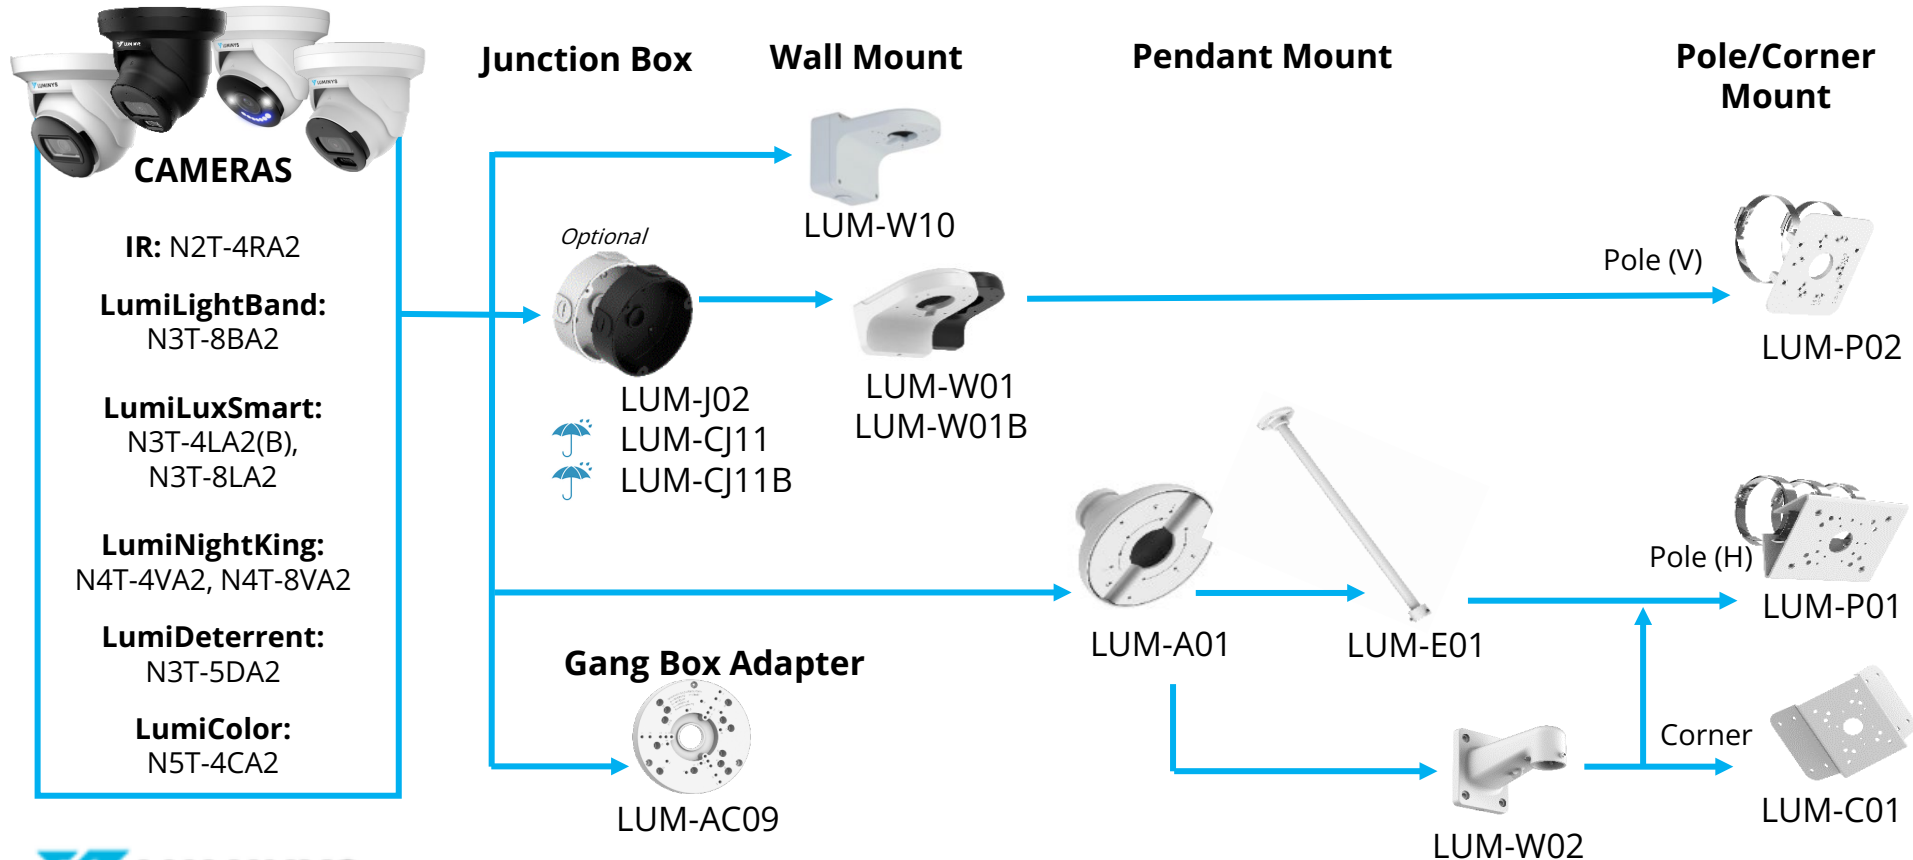 Junction Box
Wall Mount
Pendant Mount
Pole/Corner
Mount
LUMINYS
LUMINYS
LUMINYS
CAMERAS
IR: N2T-4RA2
LumiLightBand:
N3T-8BA2
LumiLuxSmart:
N3T-4LA2(B),
N3T-8LA2
LumiNightKing:
N4T-4VA2, N4T-8VA2
LumiDeterrent:
N3T-5DA2
LumiColor:
N5T-4CA2
LUM-W10
Optional
LUM-J02
LUM-CJ11
LUM-CJ11B
LUM-W01
LUM-W01B
Pole (V)
LUM-P02
LUM-A01
LUM-E01
Pole (H)
LUM-P01
Gang Box Adapter
LUM-AC09
LUM-W02
Corner
LUM-C01